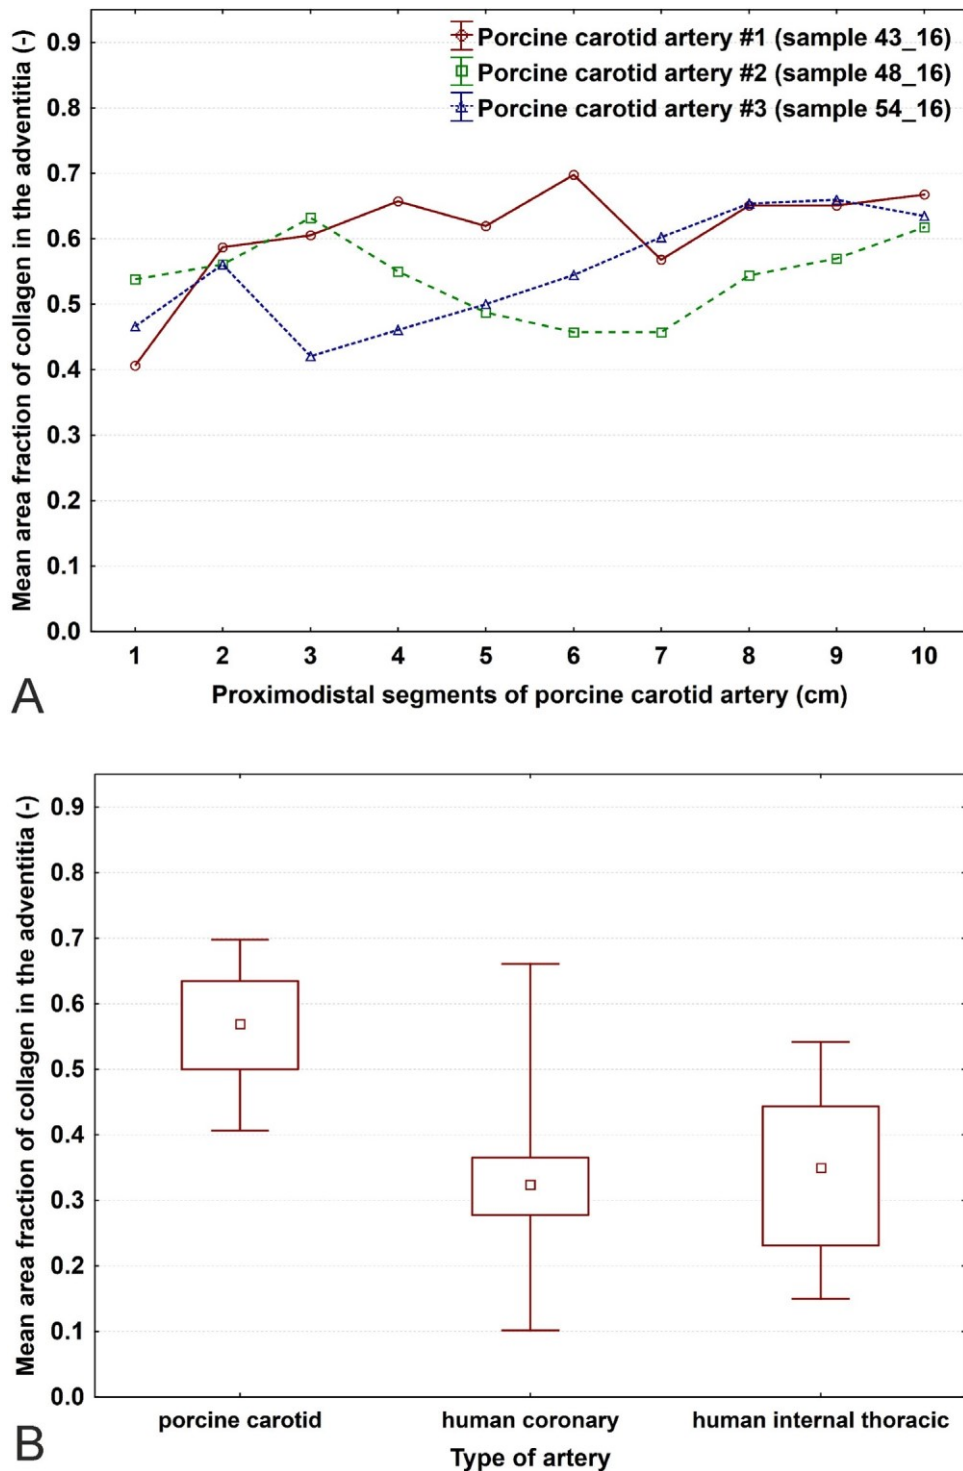 Mean area fraction of collagen in the adventitia (-)
0.9
0.8
0.7
0.6
0.5
0.4
0.3
0.2
0.1
0.0
Porcine carotid artery #1 (sample 43_16)
Porcine carotid artery #2 (sample 48_16)
Porcine carotid artery #3 (sample 54_16)
1 2 3 4 5 6 7 8 9 10
Proximodistal segments of porcine carotid artery (cm)
A
Mean area fraction of collagen in the adventitia (-)
0.9
0.8
0.7
0.6
0.5
0.4
0.3
0.2
0.1
0.0
porcine carotid human coronary human internal thoracic
Type of artery
B